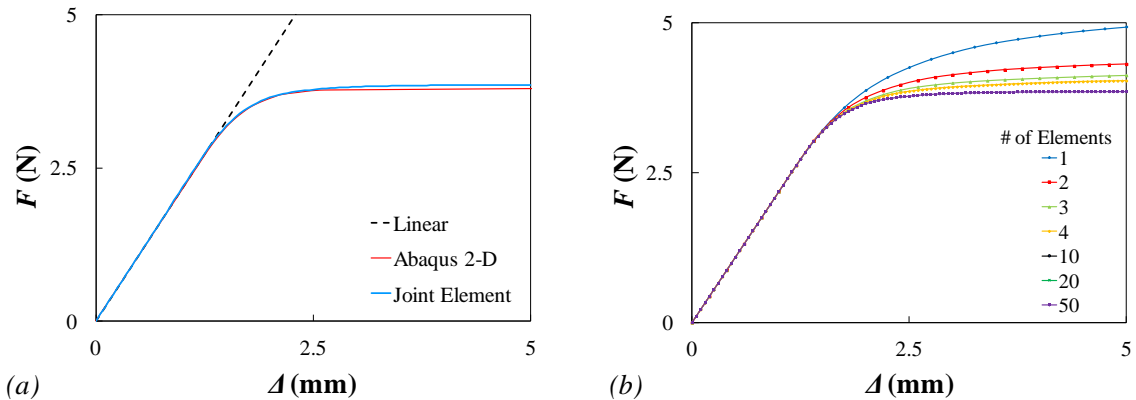 5
F (N)
2.5
0
0
2.5
5
Linear
Abaqus 2-D
Joint Element
(a)
Δ (mm)
5
F (N)
2.5
0
0
2.5
5
# of Elements
1
2
3
4
10
20
50
(b)
Δ (mm)